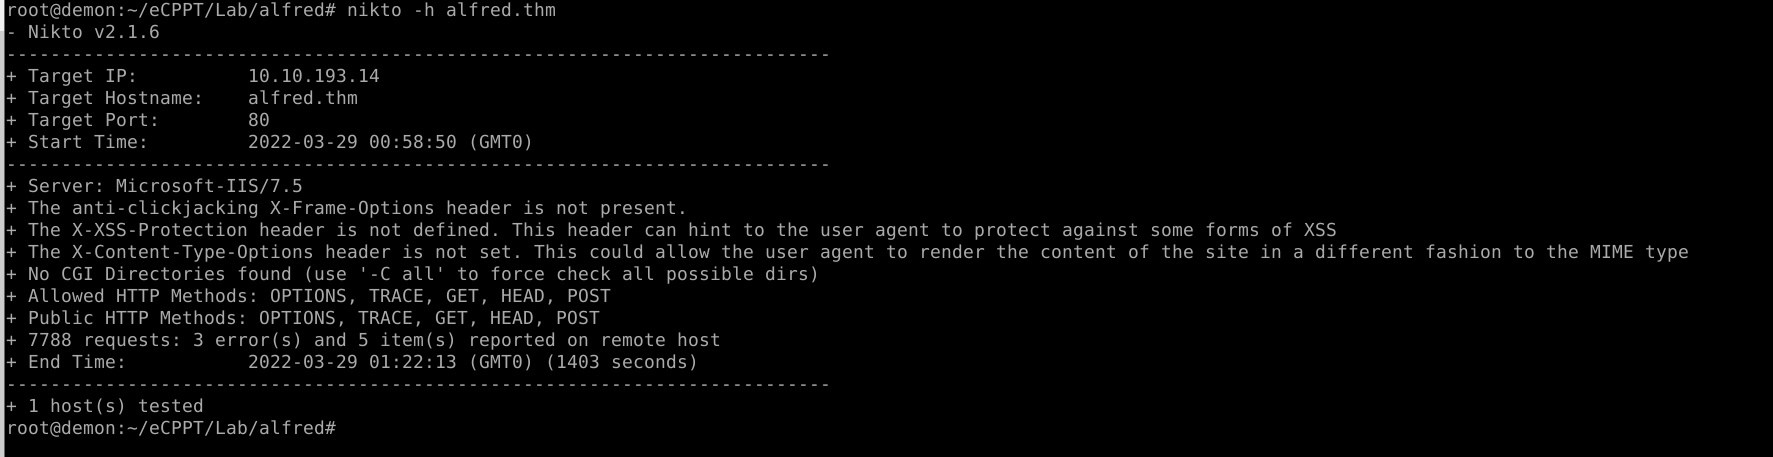 root@demon:~/eCPPT/Lab/alfred# nikto -h alfred.thm
- Nikto v2.1.6
---------------------------------------------------------------------------
+ Target IP:          10.10.193.14
+ Target Hostname:    alfred.thm
+ Target Port:        80
+ Start Time:         2022-03-29 00:58:50 (GMT0)
---------------------------------------------------------------------------
+ Server: Microsoft-IIS/7.5
+ The anti-clickjacking X-Frame-Options header is not present.
+ The X-XSS-Protection header is not defined. This header can hint to the user agent to protect against some forms of XSS
+ The X-Content-Type-Options header is not set. This could allow the user agent to render the content of the site in a different fashion to the MIME type
+ No CGI Directories found (use '-C all' to force check all possible dirs)
+ Allowed HTTP Methods: OPTIONS, TRACE, GET, HEAD, POST
+ Public HTTP Methods: OPTIONS, TRACE, GET, HEAD, POST
+ 7788 requests: 3 error(s) and 5 item(s) reported on remote host
+ End Time:           2022-03-29 01:22:13 (GMT0) (1403 seconds)
---------------------------------------------------------------------------
+ 1 host(s) tested
root@demon:~/eCPPT/Lab/alfred#